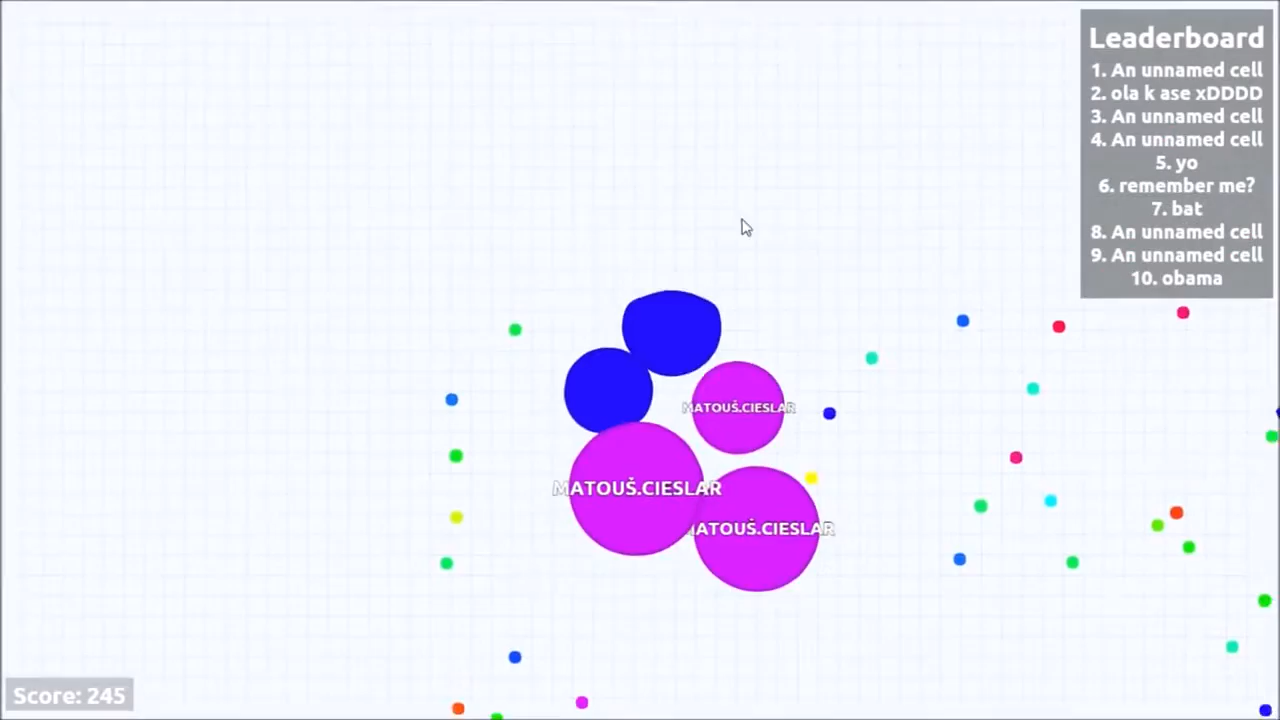 Leaderboard
1. An unnamed cell
2. ola k ase xDDDD
3. An unnamed cell
4. An unnamed cell
5. yo
6. remember me?
7. bat
8. An unnamed cell
9. An unnamed cell
10. obama
MATOUŠ.CIESLAR
MATOUŠ.CIESLAR
ATOUŠ.CIESLAR
Score: 245